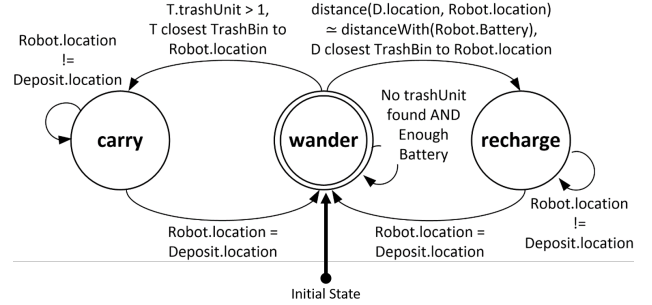 T.trashUnit > 1,
T closest TrashBin to
Robot.location
distance(D.location, Robot.location)
≃ distanceWith(Robot.Battery),
D closest TrashBin to Robot.location
Robot.location
!=
Deposit.location
carry
wander
No trashUnit
found AND
Enough
Battery
recharge
Robot.location
!=
Deposit.location
Robot.location =
Deposit.location
Robot.location =
Deposit.location
Initial State